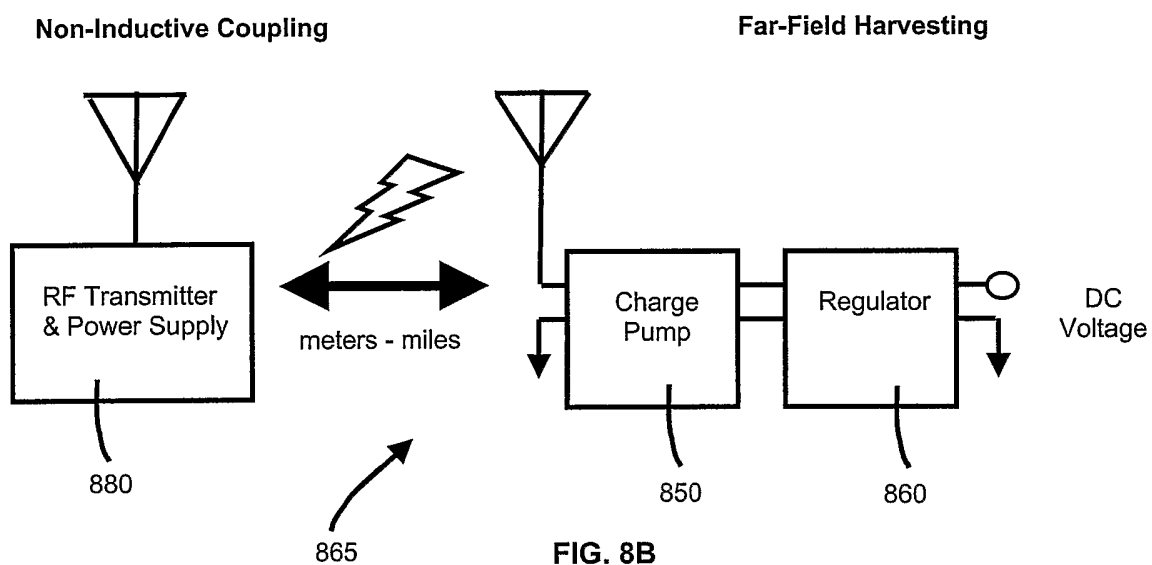 Non-Inductive Coupling
Far-Field Harvesting
RF Transmitter
& Power Supply
meters - miles
Charge
Pump
Regulator
DC
Voltage
880
850
860
865
FIG. 8B